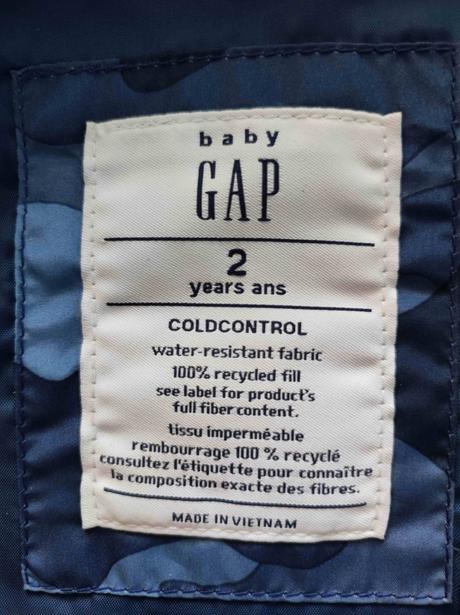 baby
GAP
2
years ans
COLDCONTROL
water-resistant fabric
100% recycled fill
see label for product's
full fiber content.
tissu imperméable
rembourrage 100 % recyclé
consultez l'étiquette pour connaître
la composition exacte des fibres.
MADE IN VIETNAM